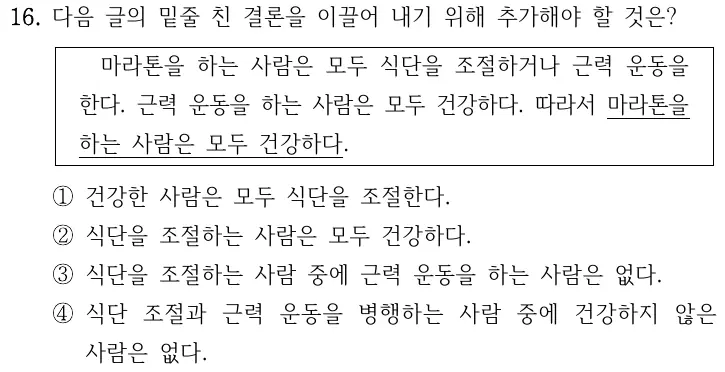 16. 다음 글의 밑줄 친 결론을 이끌어 내기 위해 추가해야 할 것은?
마라톤을 하는 사람은 모두 식단을 조절하거나 근력 운동을
한다. 근력 운동을 하는 사람은 모두 건강하다. 따라서 마라톤을
하는 사람은 모두 건강하다.
① 건강한 사람은 모두 식단을 조절한다.
② 식단을 조절하는 사람은 모두 건강하다.
③ 식단을 조절하는 사람 중에 근력 운동을 하는 사람은 없다.
④ 식단 조절과 근력 운동을 병행하는 사람 중에 건강하지 않은
사람은 없다.